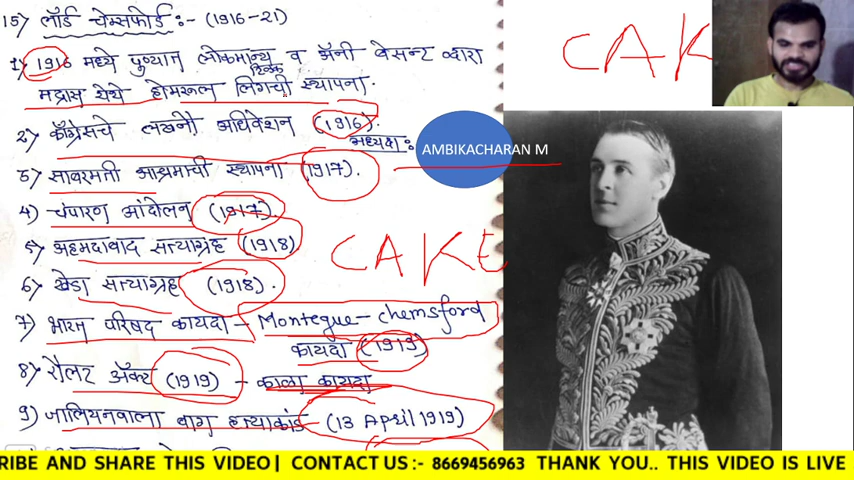 15) लॉर्ड चेम्सफोर्ड :- (1916-21)
CAK
1) 1916 मध्ये पुण्यात लोकमान्य टिळक व ॲनी बेसन्ट व्दारा
मद्रास येथे होमरूल लिगची स्थापना.
2) काँग्रेसचे लखनौ अधिवेशन (1916).
अध्यक्ष :
AMBIKACHARAN M
3) साबरमती आश्रमाची स्थापना (1917).
4) चंपारण आंदोलन (1917)
5) अहमदाबाद सत्याग्रह (1918)
CAKE
6) खेडा सत्याग्रह (1918).
7) भारत परिषद कायदा - Montegue - Chemsford
कायदा (1919)
8) रौलट ॲक्ट (1919) - काळा कायदा
9) जालियनवाला बाग हत्याकांड - (13 April 1919)
RIBE AND SHARE THIS VIDEO| CONTACT US :- 8669456963 THANK YOU.. THIS VIDEO IS LIVE